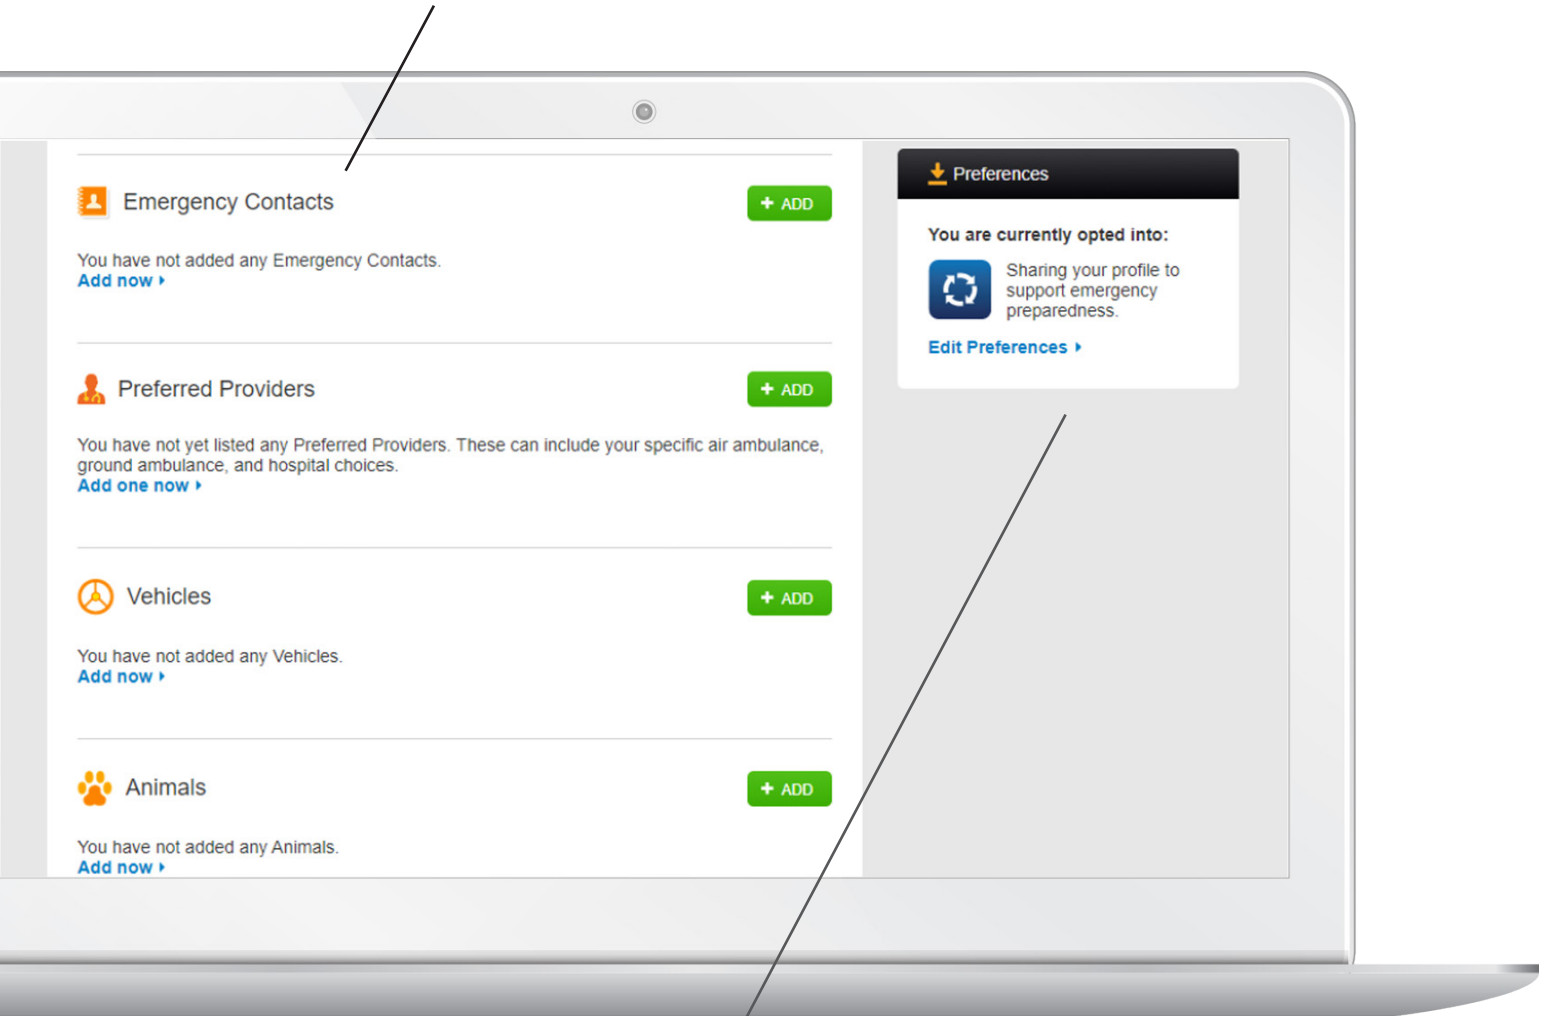 Emergency Contacts
+ ADD
You have not added any Emergency Contacts.
Add now
Preferred Providers
+ ADD
You have not yet listed any Preferred Providers. These can include your specific air ambulance,
ground ambulance, and hospital choices.
Add one now
Vehicles
+ ADD
You have not added any Vehicles.
Add now
Animals
+ ADD
You have not added any Animals.
Add now
Preferences
You are currently opted into:
Sharing your profile to
support emergency
preparedness.
Edit Preferences